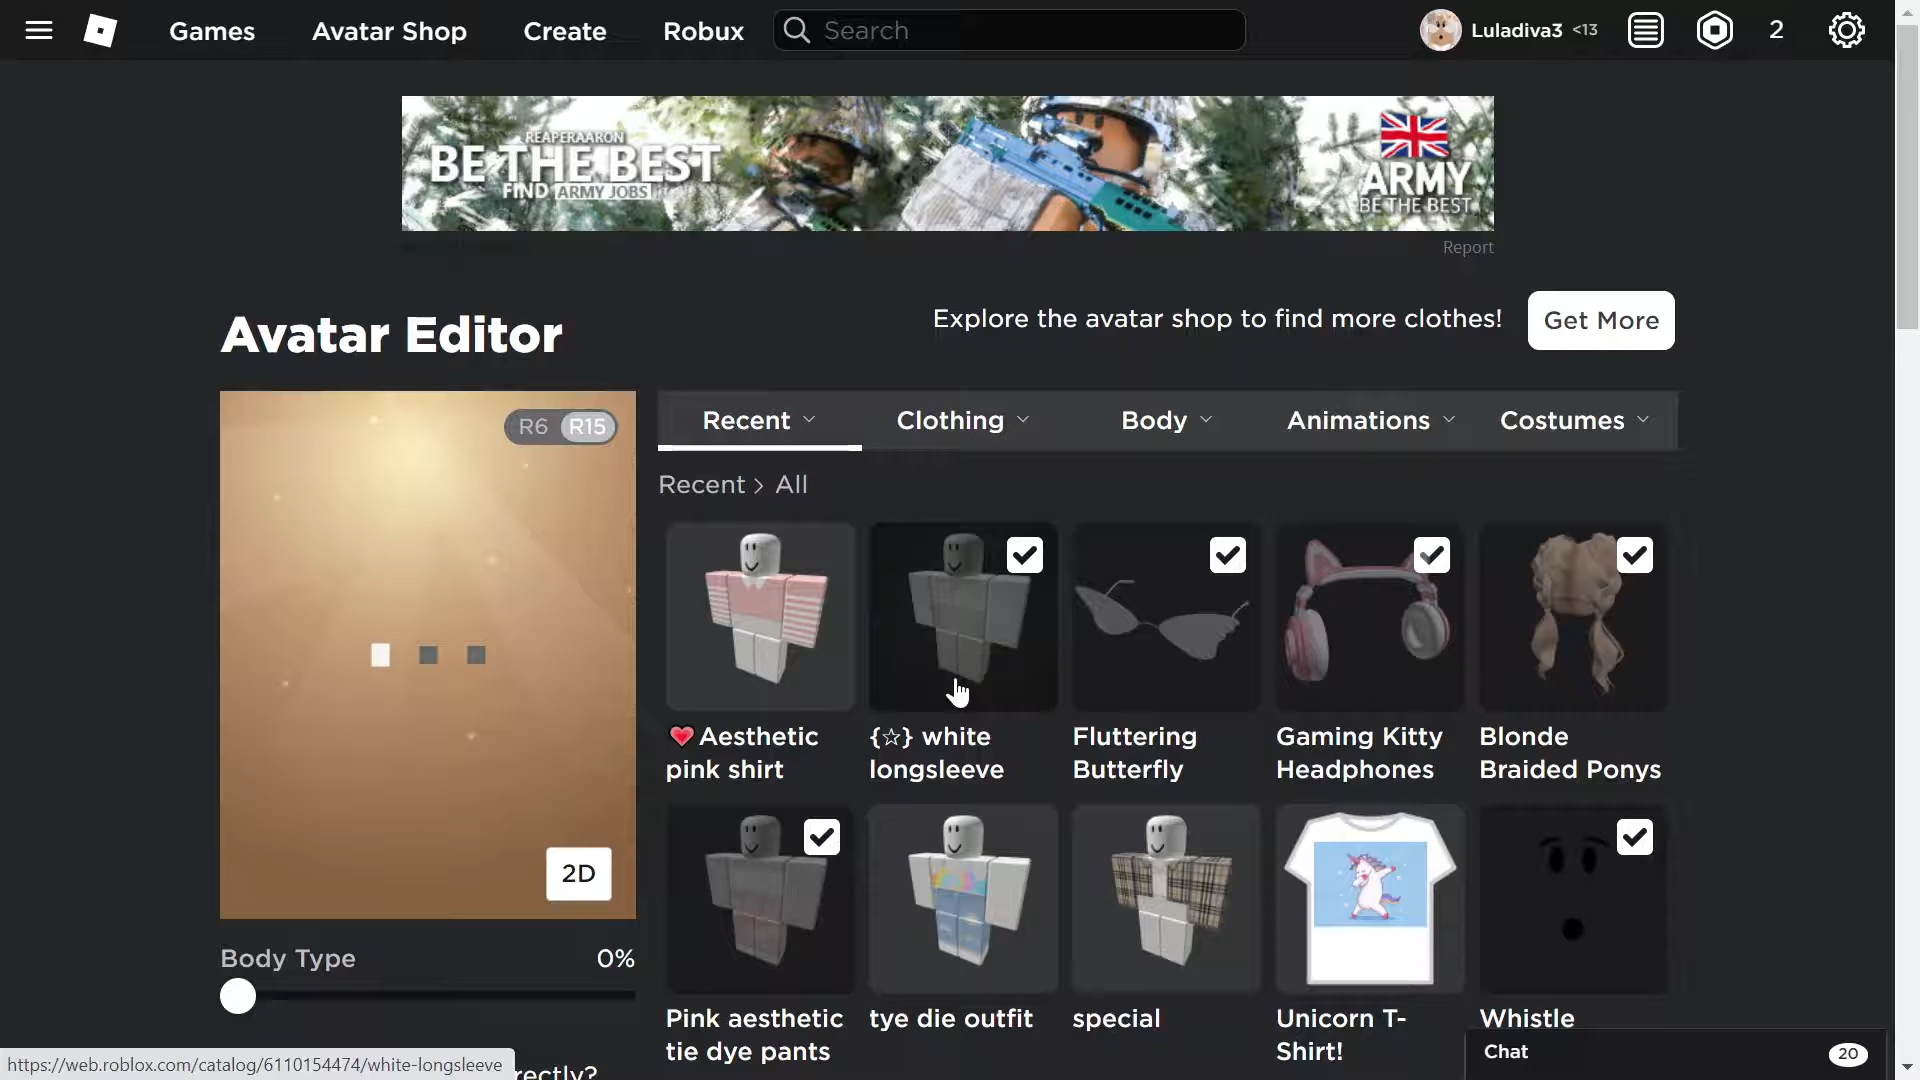 Games
Avatar Shop
Create
Robux
Search
Luladiva3
<13
2
REAPERAARON
BE THE BEST
FIND ARMY JOBS
ARMY
BE THE BEST
Report
Avatar Editor
Explore the avatar shop to find more clothes!
Get More
R6
R15
Recent
Clothing
Body
Animations
Costumes
Recent > All
Aesthetic
pink shirt
{☆} white
longsleeve
Fluttering
Butterfly
Gaming Kitty
Headphones
Blonde
Braided Ponys
2D
Body Type
0%
Pink aesthetic
tie dye pants
tye die outfit
special
Unicorn T-
Shirt!
Whistle
Chat
20
https://web.roblox.com/catalog/6110154474/white-longsleeve
rectly?